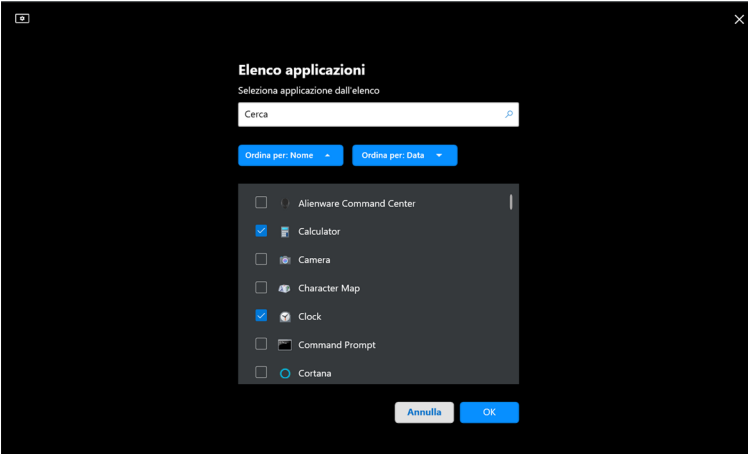 Elenco applicazioni
Seleziona applicazione dall'elenco
Cerca
Ordina per: Nome Ordina per: Data
Alienware Command Center
Calculator
Camera
Character Map
Clock
Command Prompt
Cortana
Annulla OK